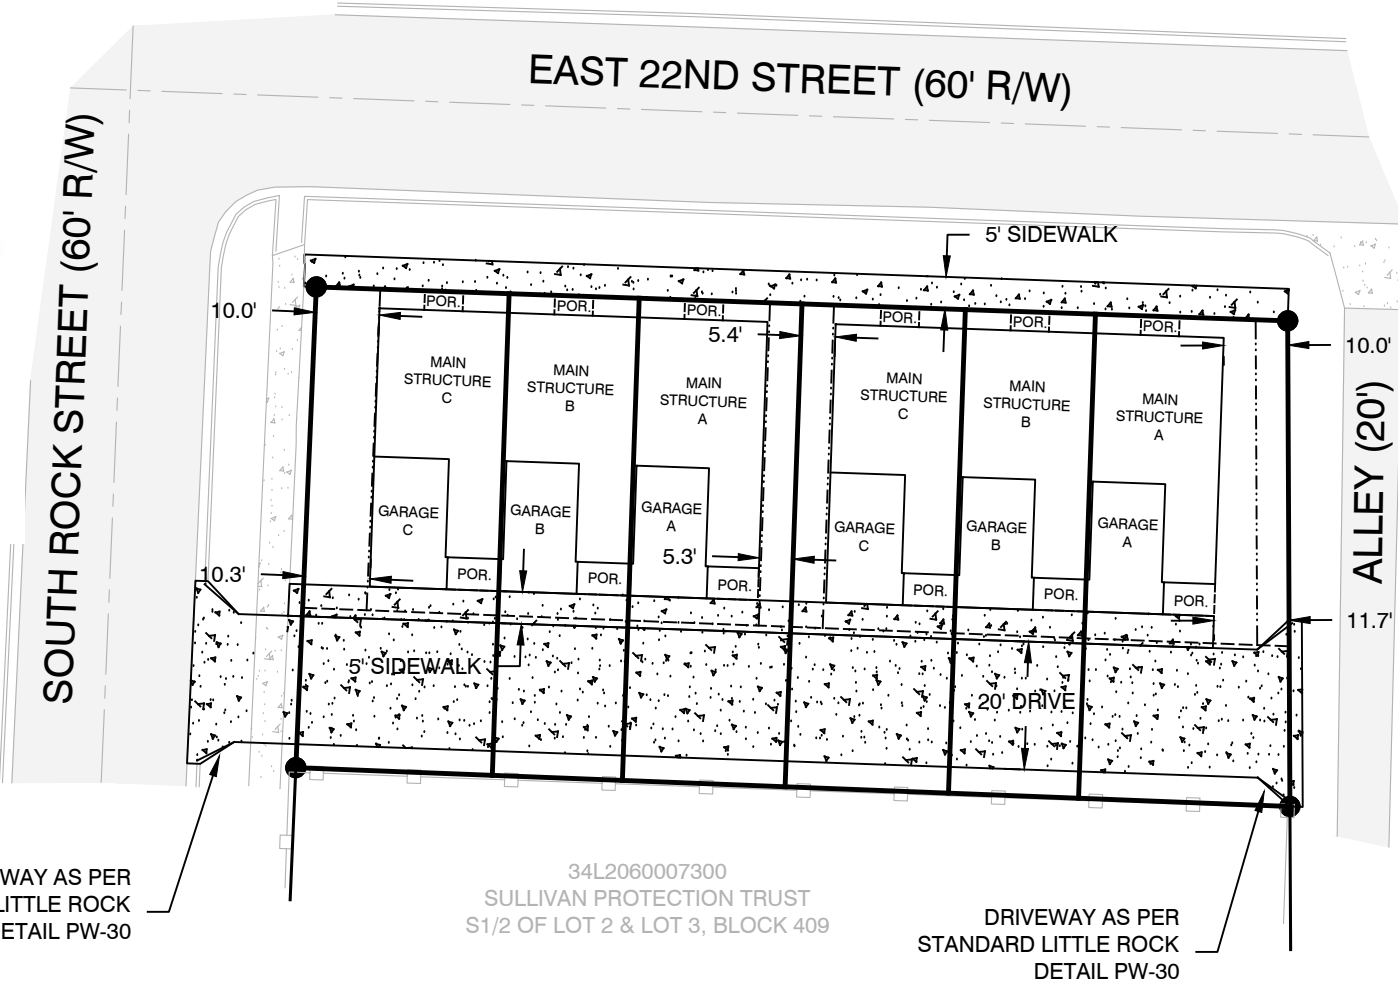 EAST 22ND STREET (60' R/W)
SOUTH ROCK STREET (60' R/W)
5' SIDEWALK
10.0'
POR.
POR.
POR.
5.4'
POR.
POR.
POR.
10.0'
MAIN
STRUCTURE
C
MAIN
STRUCTURE
B
MAIN
STRUCTURE
A
MAIN
STRUCTURE
C
MAIN
STRUCTURE
B
MAIN
STRUCTURE
A
ALLEY (20')
GARAGE
C
GARAGE
B
GARAGE
A
GARAGE
C
GARAGE
B
GARAGE
A
5.3'
10.3'
POR.
POR.
POR.
POR.
POR.
POR.
11.7'
5' SIDEWALK
20' DRIVE
WAY AS PER
LITTLE ROCK
ETAIL PW-30
34L2060007300
SULLIVAN PROTECTION TRUST
S1/2 OF LOT 2 & LOT 3, BLOCK 409
DRIVEWAY AS PER
STANDARD LITTLE ROCK
DETAIL PW-30